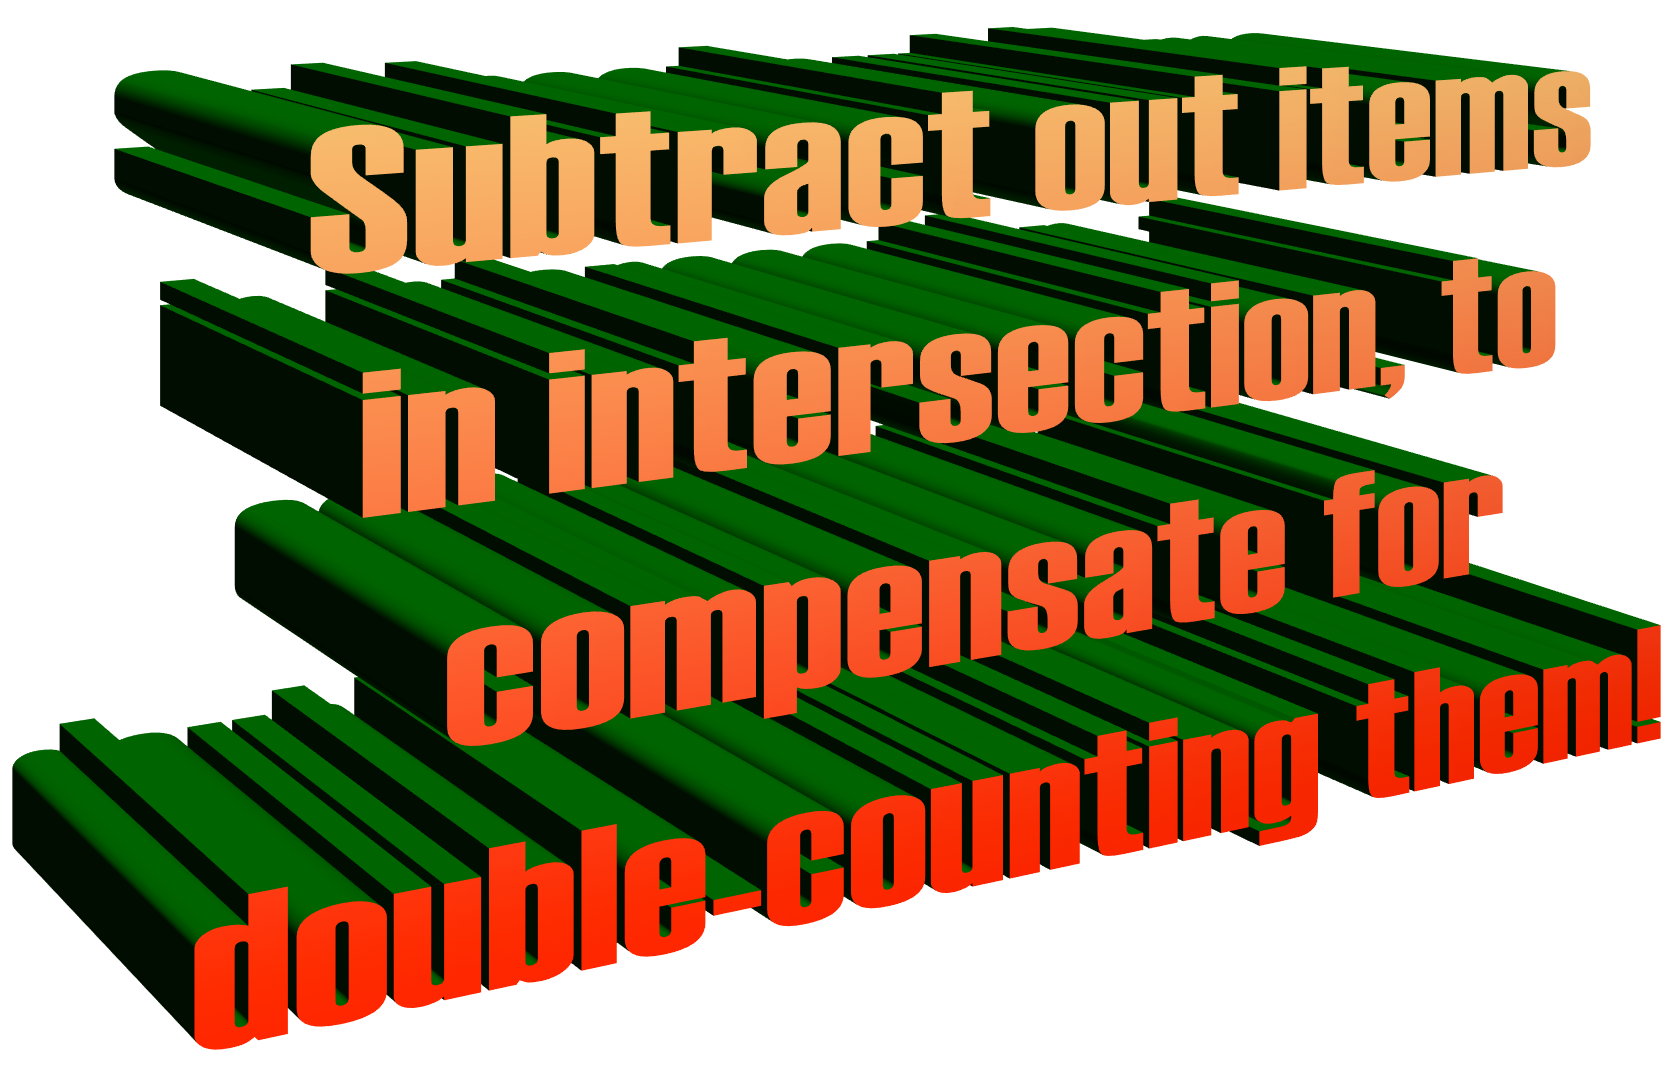 Subtract out items
in intersection, to
compensate for
double-counting them!